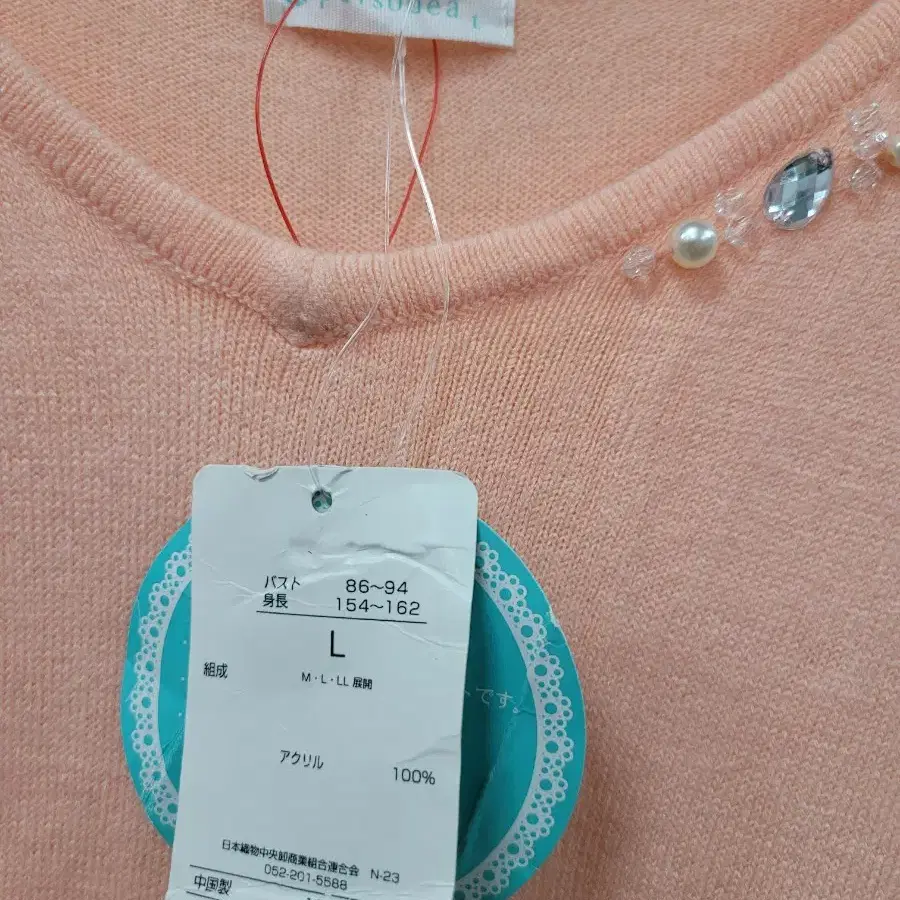 バスト 86～94
身長 154～162
L
組成
M・L・LL 展開
です。
アクリル 100%
日本織物中央卸商業組合連合会 N-23
052-201-5588
中国製